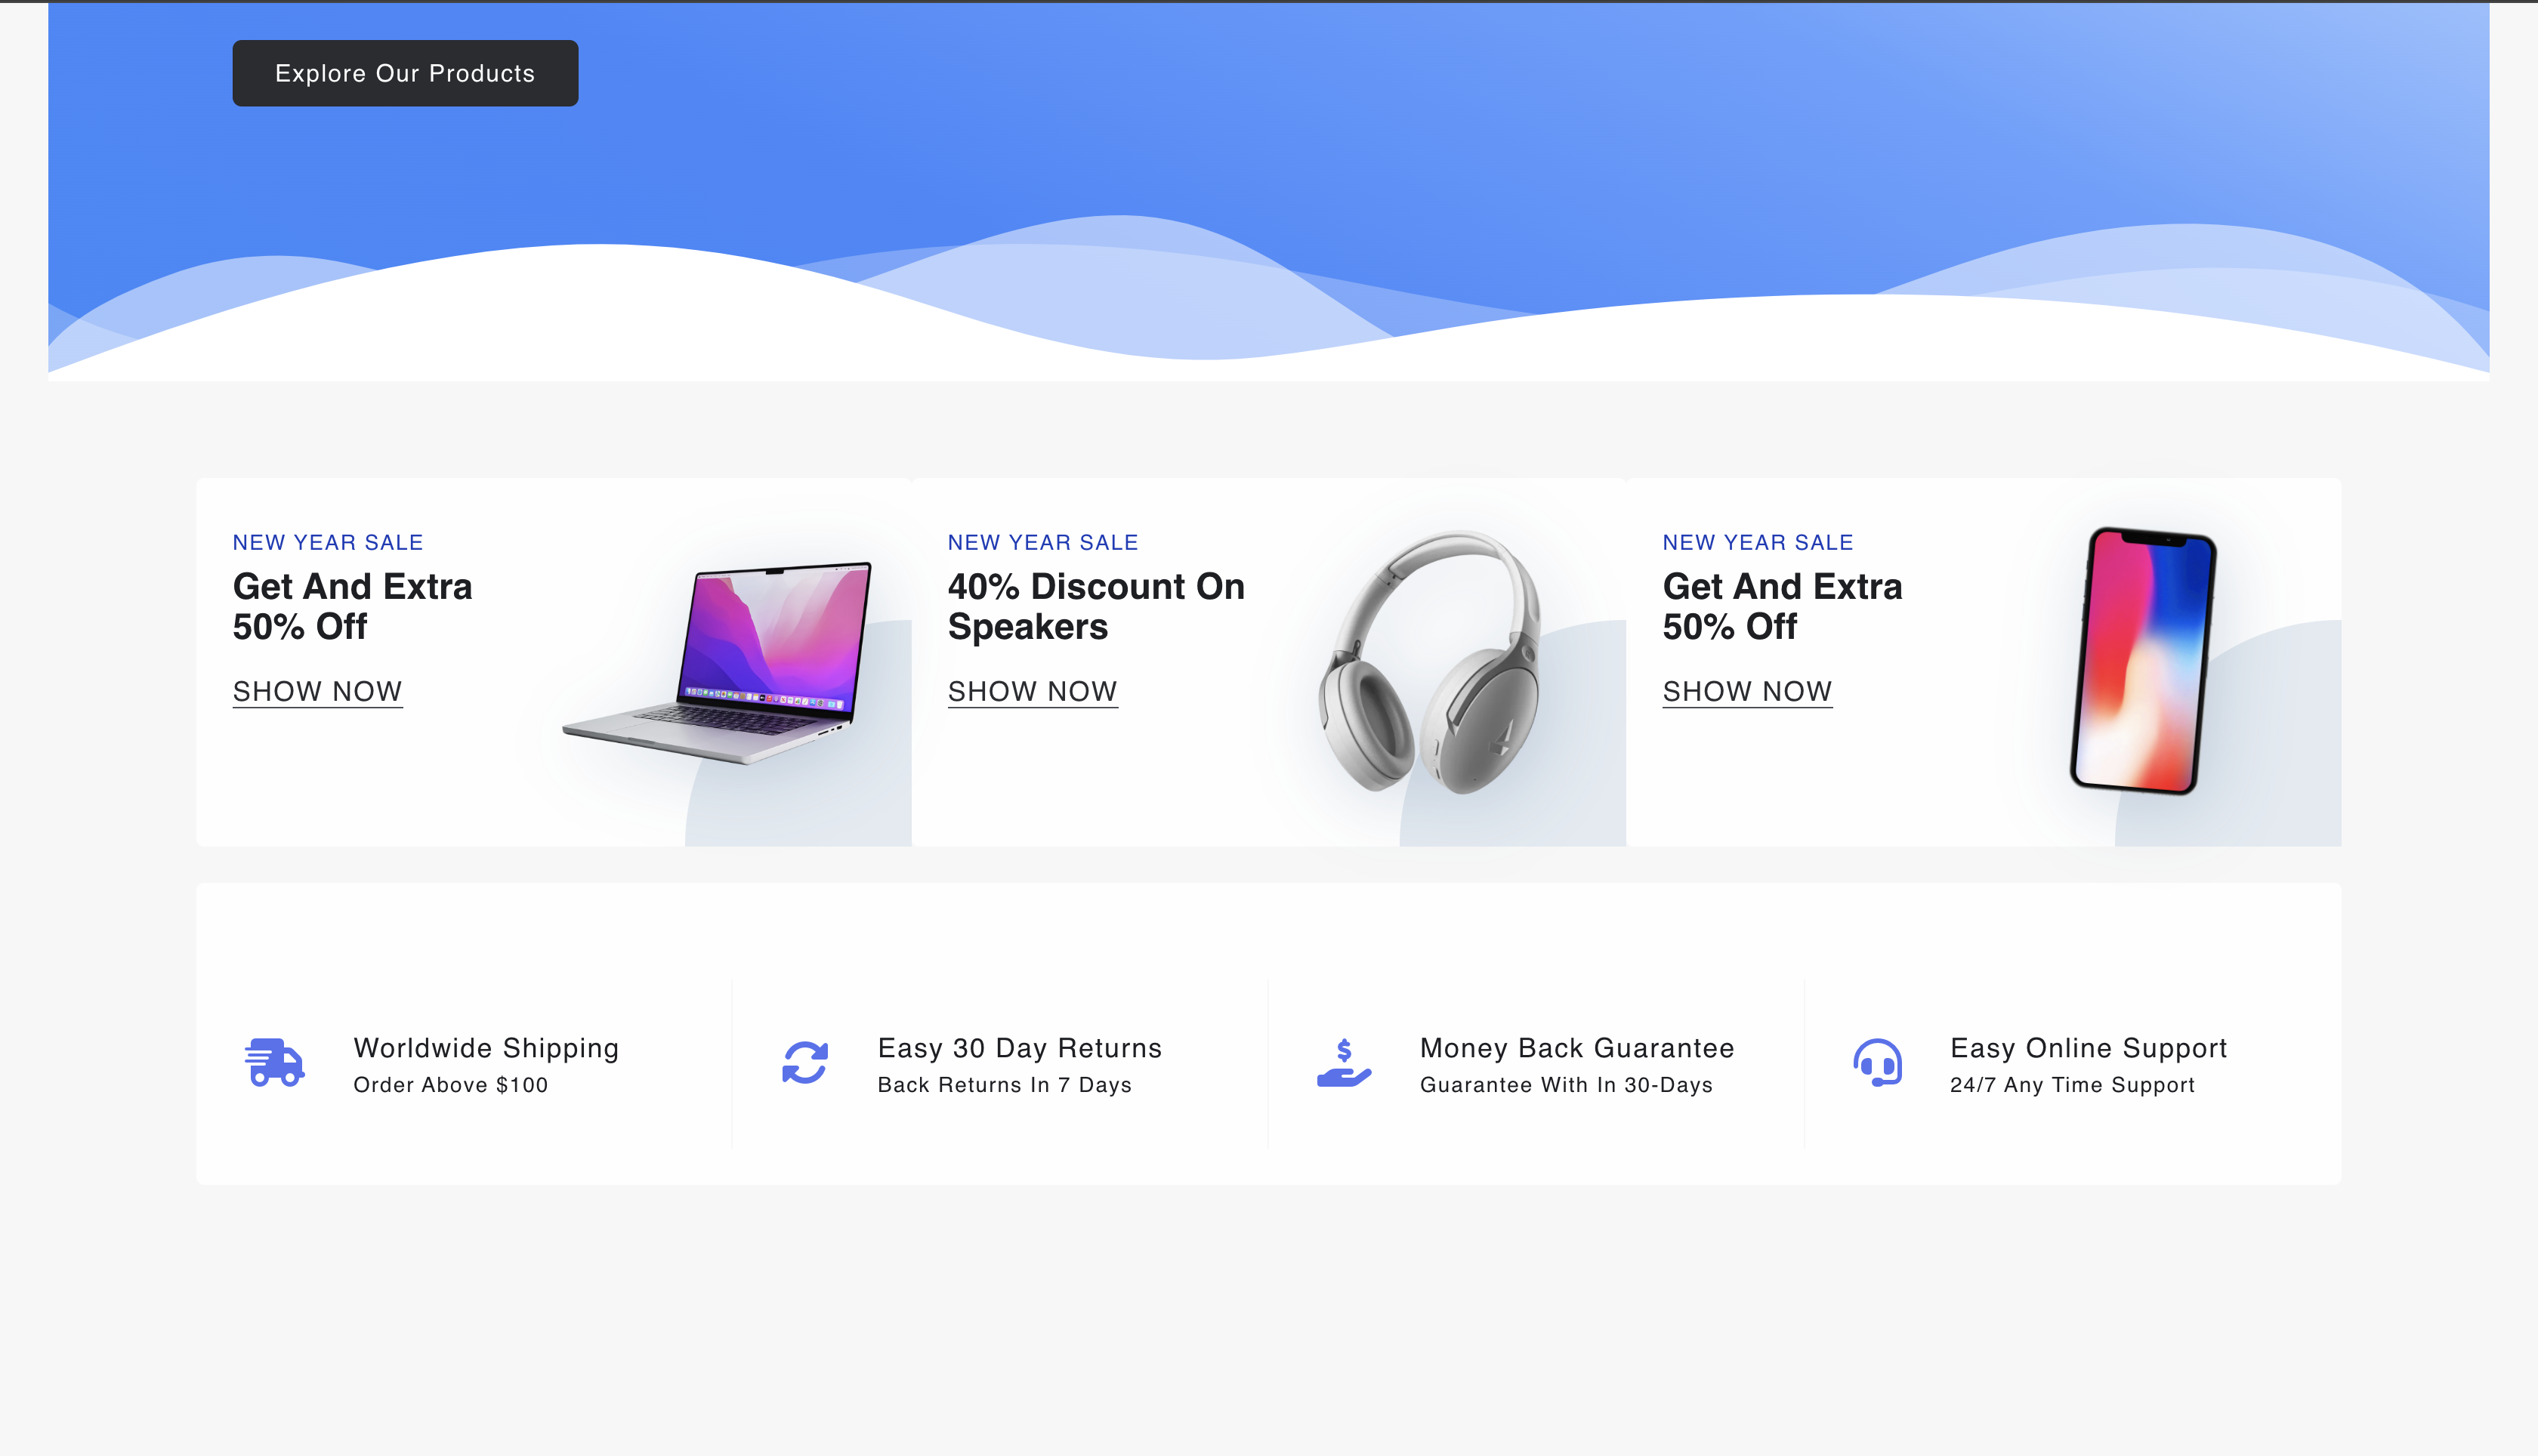 Explore Our Products
NEW YEAR SALE
Get And Extra
50% Off
SHOW NOW
NEW YEAR SALE
40% Discount On
Speakers
SHOW NOW
NEW YEAR SALE
Get And Extra
50% Off
SHOW NOW
Worldwide Shipping
Order Above $100
Easy 30 Day Returns
Back Returns In 7 Days
Money Back Guarantee
Guarantee With In 30-Days
Easy Online Support
24/7 Any Time Support